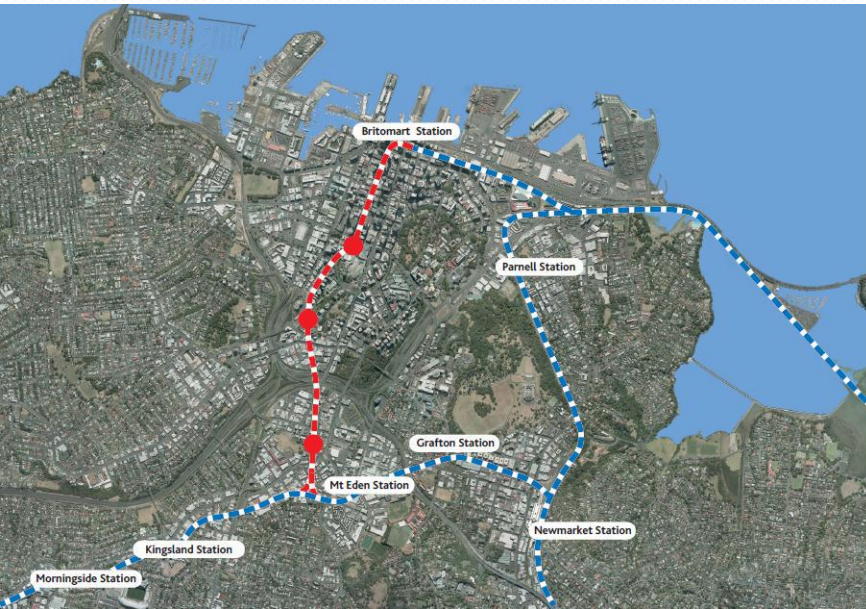 Britomart Station
Parnell Station
Grafton Station
Mt Eden Station
Newmarket Station
Kingsland Station
Morningside Station